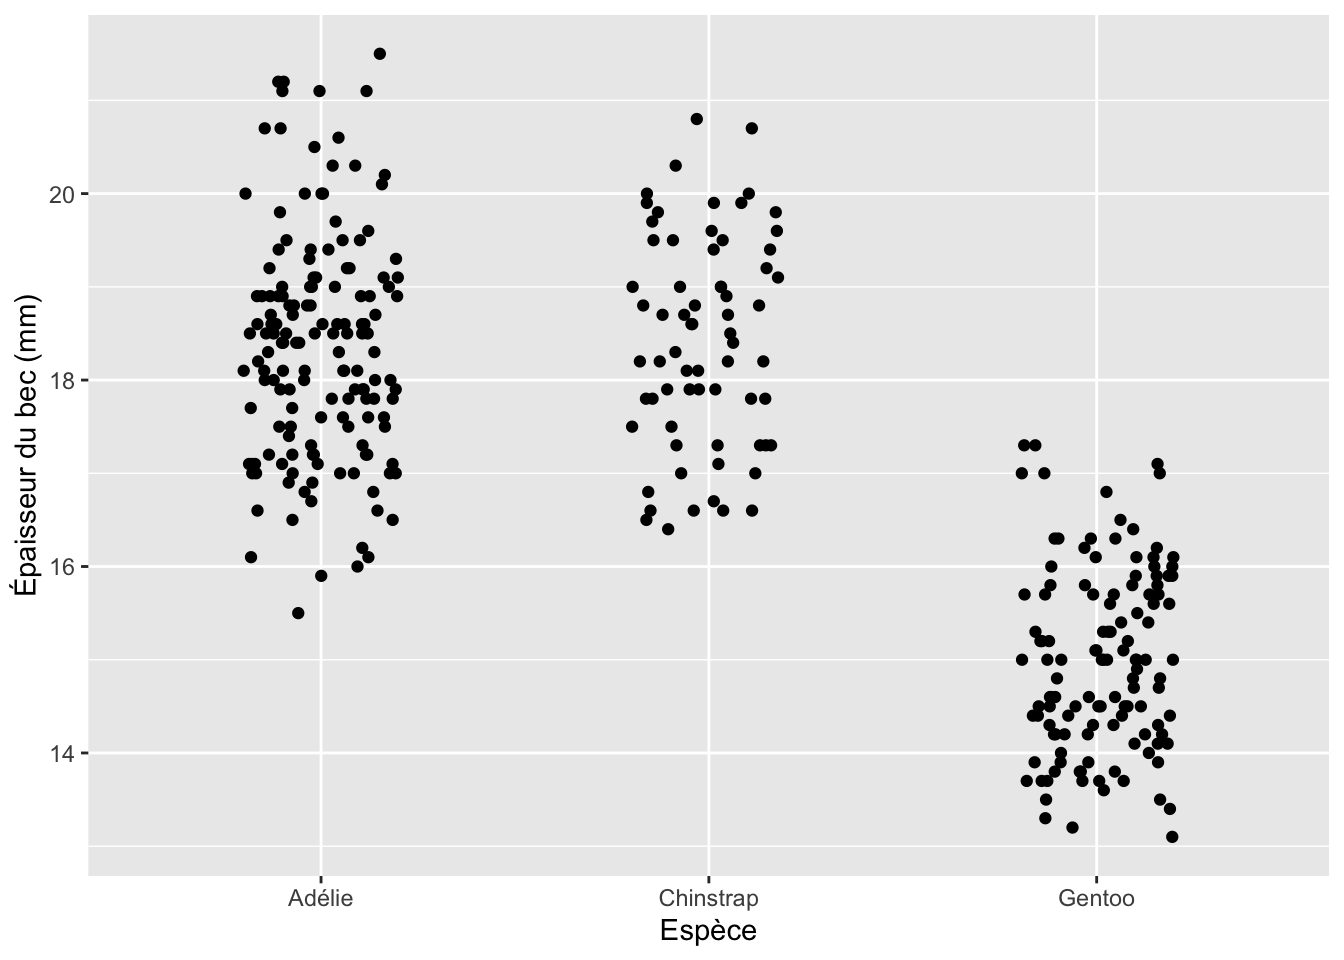 Épaisseur du bec (mm)
20
18
16
14
Adélie
Chinstrap
Gentoo
Espèce